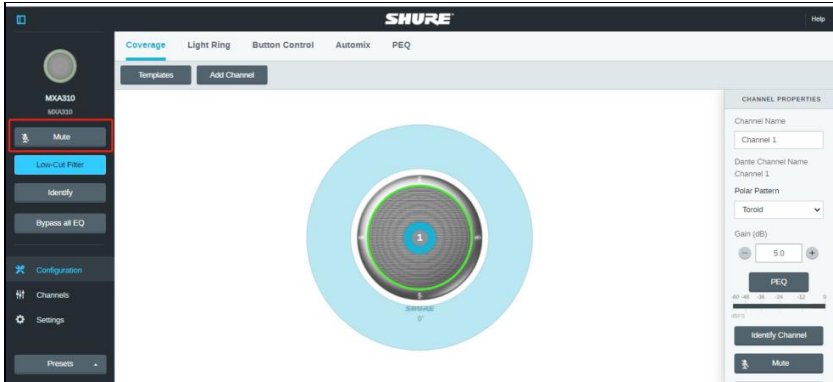 SHURE
Help
MXA310
MXA310
Mute
Low-Cut Filter
Identify
Bypass all EQ
Configuration
Channels
Settings
Presets
Coverage Light Ring Button Control Automix PEQ
Templates Add Channel
1
SHURE
0°
CHANNEL PROPERTIES
Channel Name
Channel 1
Dante Channel Name
Channel 1
Polar Pattern
Toroid
Gain (dB)
5.0
PEQ
-60 -48 -36 -24 -12 0
dBFS
Identify Channel
Mute